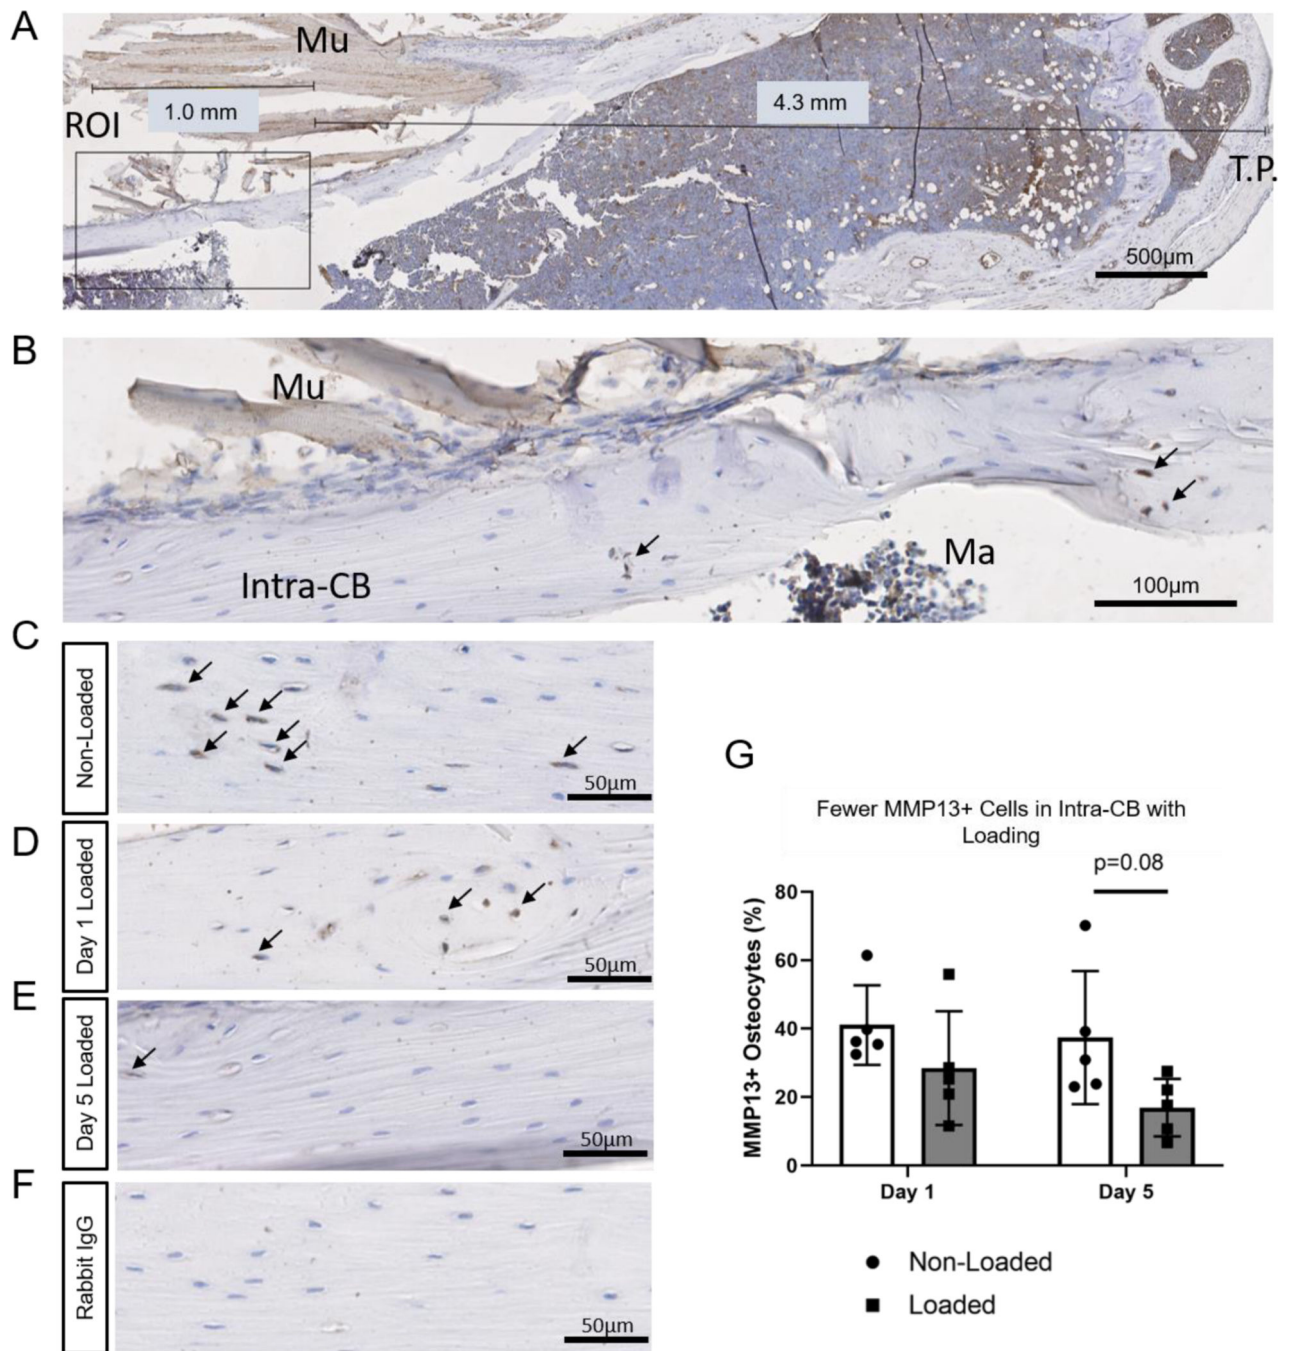 A
Mu
1.0 mm
4.3 mm
ROI
T.P.
500µm
B
Mu
Ma
Intra-CB
100µm
C
Non-Loaded
50µm
D
Day 1 Loaded
50µm
E
Day 5 Loaded
50µm
F
Rabbit IgG
50µm
G
Fewer MMP13+ Cells in Intra-CB with
Loading
p=0.08
MMP13+ Osteocytes (%)
80
60
40
20
0
Day 1
Day 5
Non-Loaded
Loaded